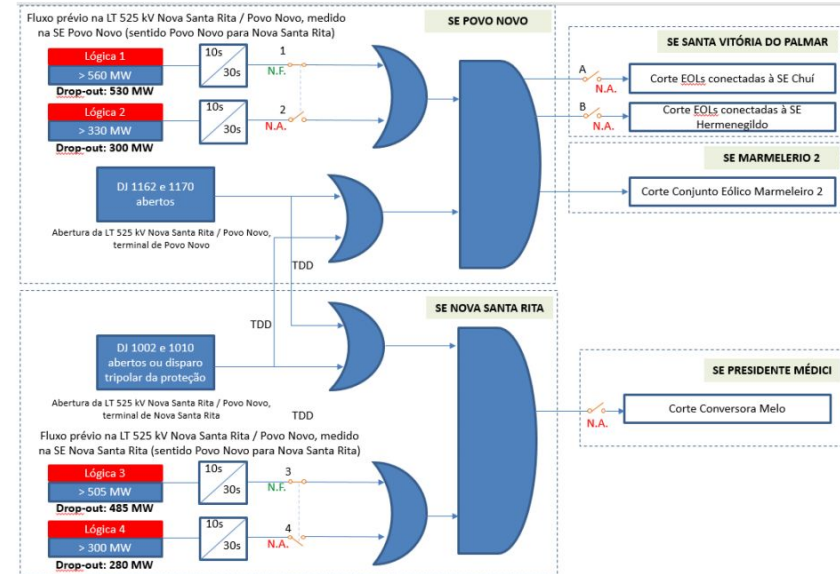 Fluxo prévio na LT 525 kV Nova Santa Rita / Povo Novo, medido
na SE Povo Novo (sentido Povo Novo para Nova Santa Rita)
SE POVO NOVO
Lógica 1
> 560 MW
Drop-out: 530 MW
10s
30s
1
N.F.
Lógica 2
> 330 MW
Drop-out: 300 MW
10s
30s
2
N.A.
DJ 1162 e 1170
abertos
Abertura da LT 525 kV Nova Santa Rita / Povo Novo,
terminal de Povo Novo
TDD
SE SANTA VITÓRIA DO PALMAR
A
N.A.
Corte EOLs conectadas à SE Chuí
B
N.A.
Corte EOLs conectadas à SE
Hermenegildo
SE MARMELERIO 2
Corte Conjunto Eólico Marmeleiro 2
SE NOVA SANTA RITA
TDD
DJ 1002 e 1010
abertos ou disparo
tripolar da proteção
Abertura da LT 525 kV Nova Santa Rita / Povo Novo,
terminal de Nova Santa Rita
TDD
Fluxo prévio na LT 525 kV Nova Santa Rita / Povo Novo, medido
na SE Nova Santa Rita (sentido Povo Novo para Nova Santa Rita)
Lógica 3
> 505 MW
Drop-out: 485 MW
10s
30s
3
N.F.
Lógica 4
> 300 MW
Drop-out: 280 MW
10s
30s
4
N.A.
SE PRESIDENTE MÉDICI
N.A.
Corte Conversora Melo